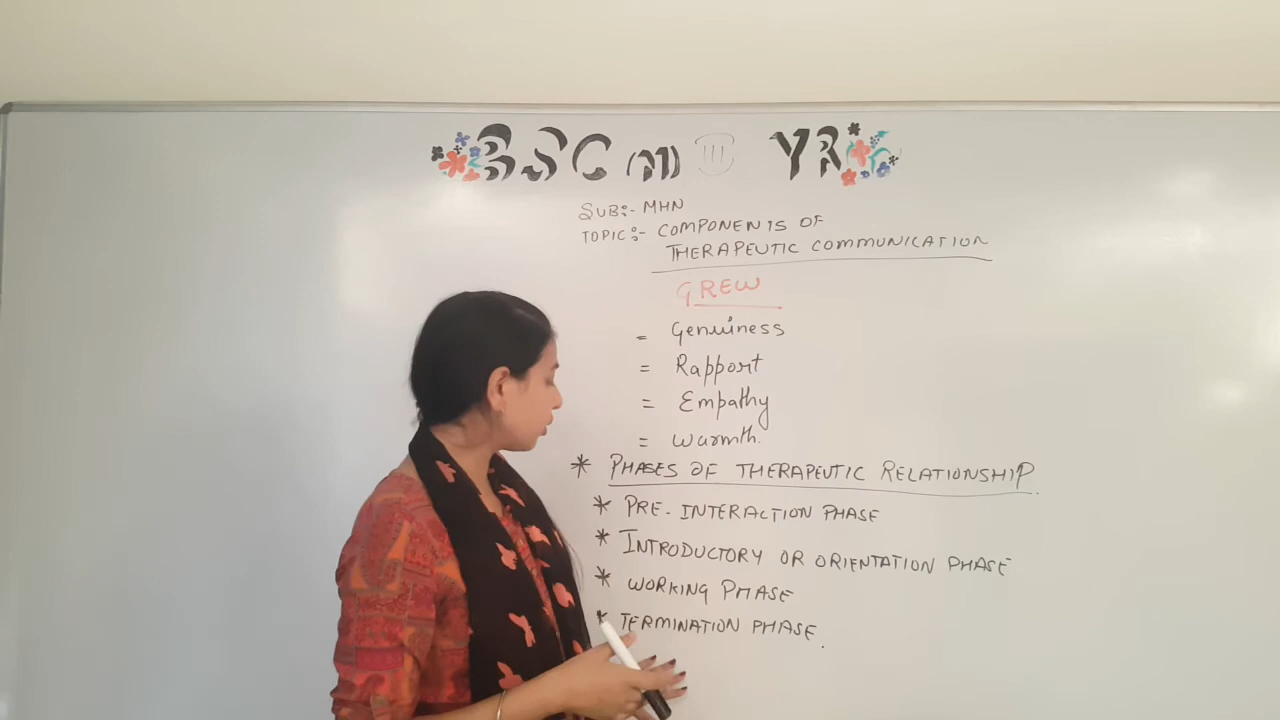 BSC (N) III YR
SUB:- MHN
TOPIC:- COMPONENTS OF
THERAPEUTIC COMMUNICATION
GREW
= Genuiness
= Rapport
= Empathy
= Warmth.
* PHASES OF THERAPEUTIC RELATIONSHIP.
* PRE-INTERACTION PHASE
* INTRODUCTORY OR ORIENTATION PHASE
* WORKING PHASE
* TERMINATION PHASE.